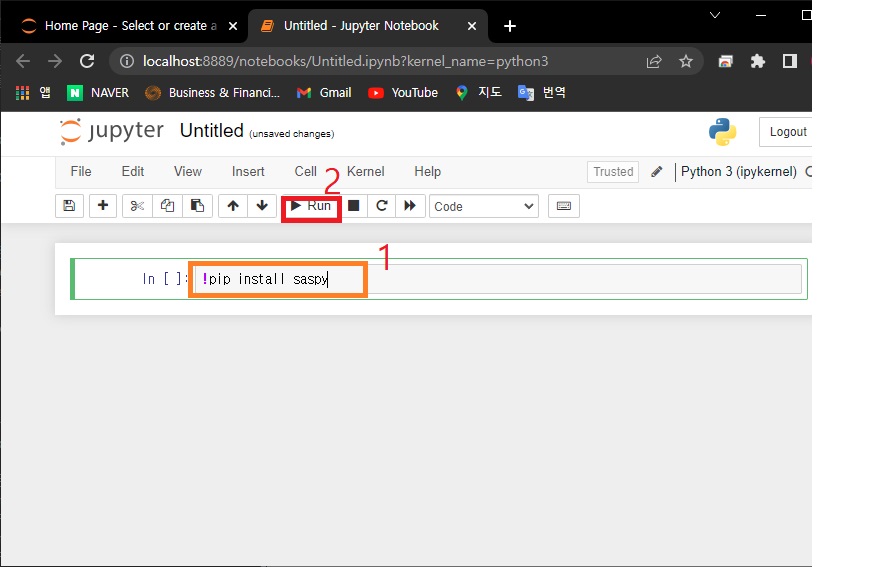 Home Page - Select or create a
Untitled - Jupyter Notebook
localhost:8889/notebooks/Untitled.ipynb?kernel_name=python3
앱 NAVER Business & Financi... Gmail YouTube 지도 번역
jupyter Untitled (unsaved changes) Logout
File Edit View Insert Cell Kernel Help Trusted Python 3 (ipykernel)
2
Run Code
1
In [ ]: !pip install saspy